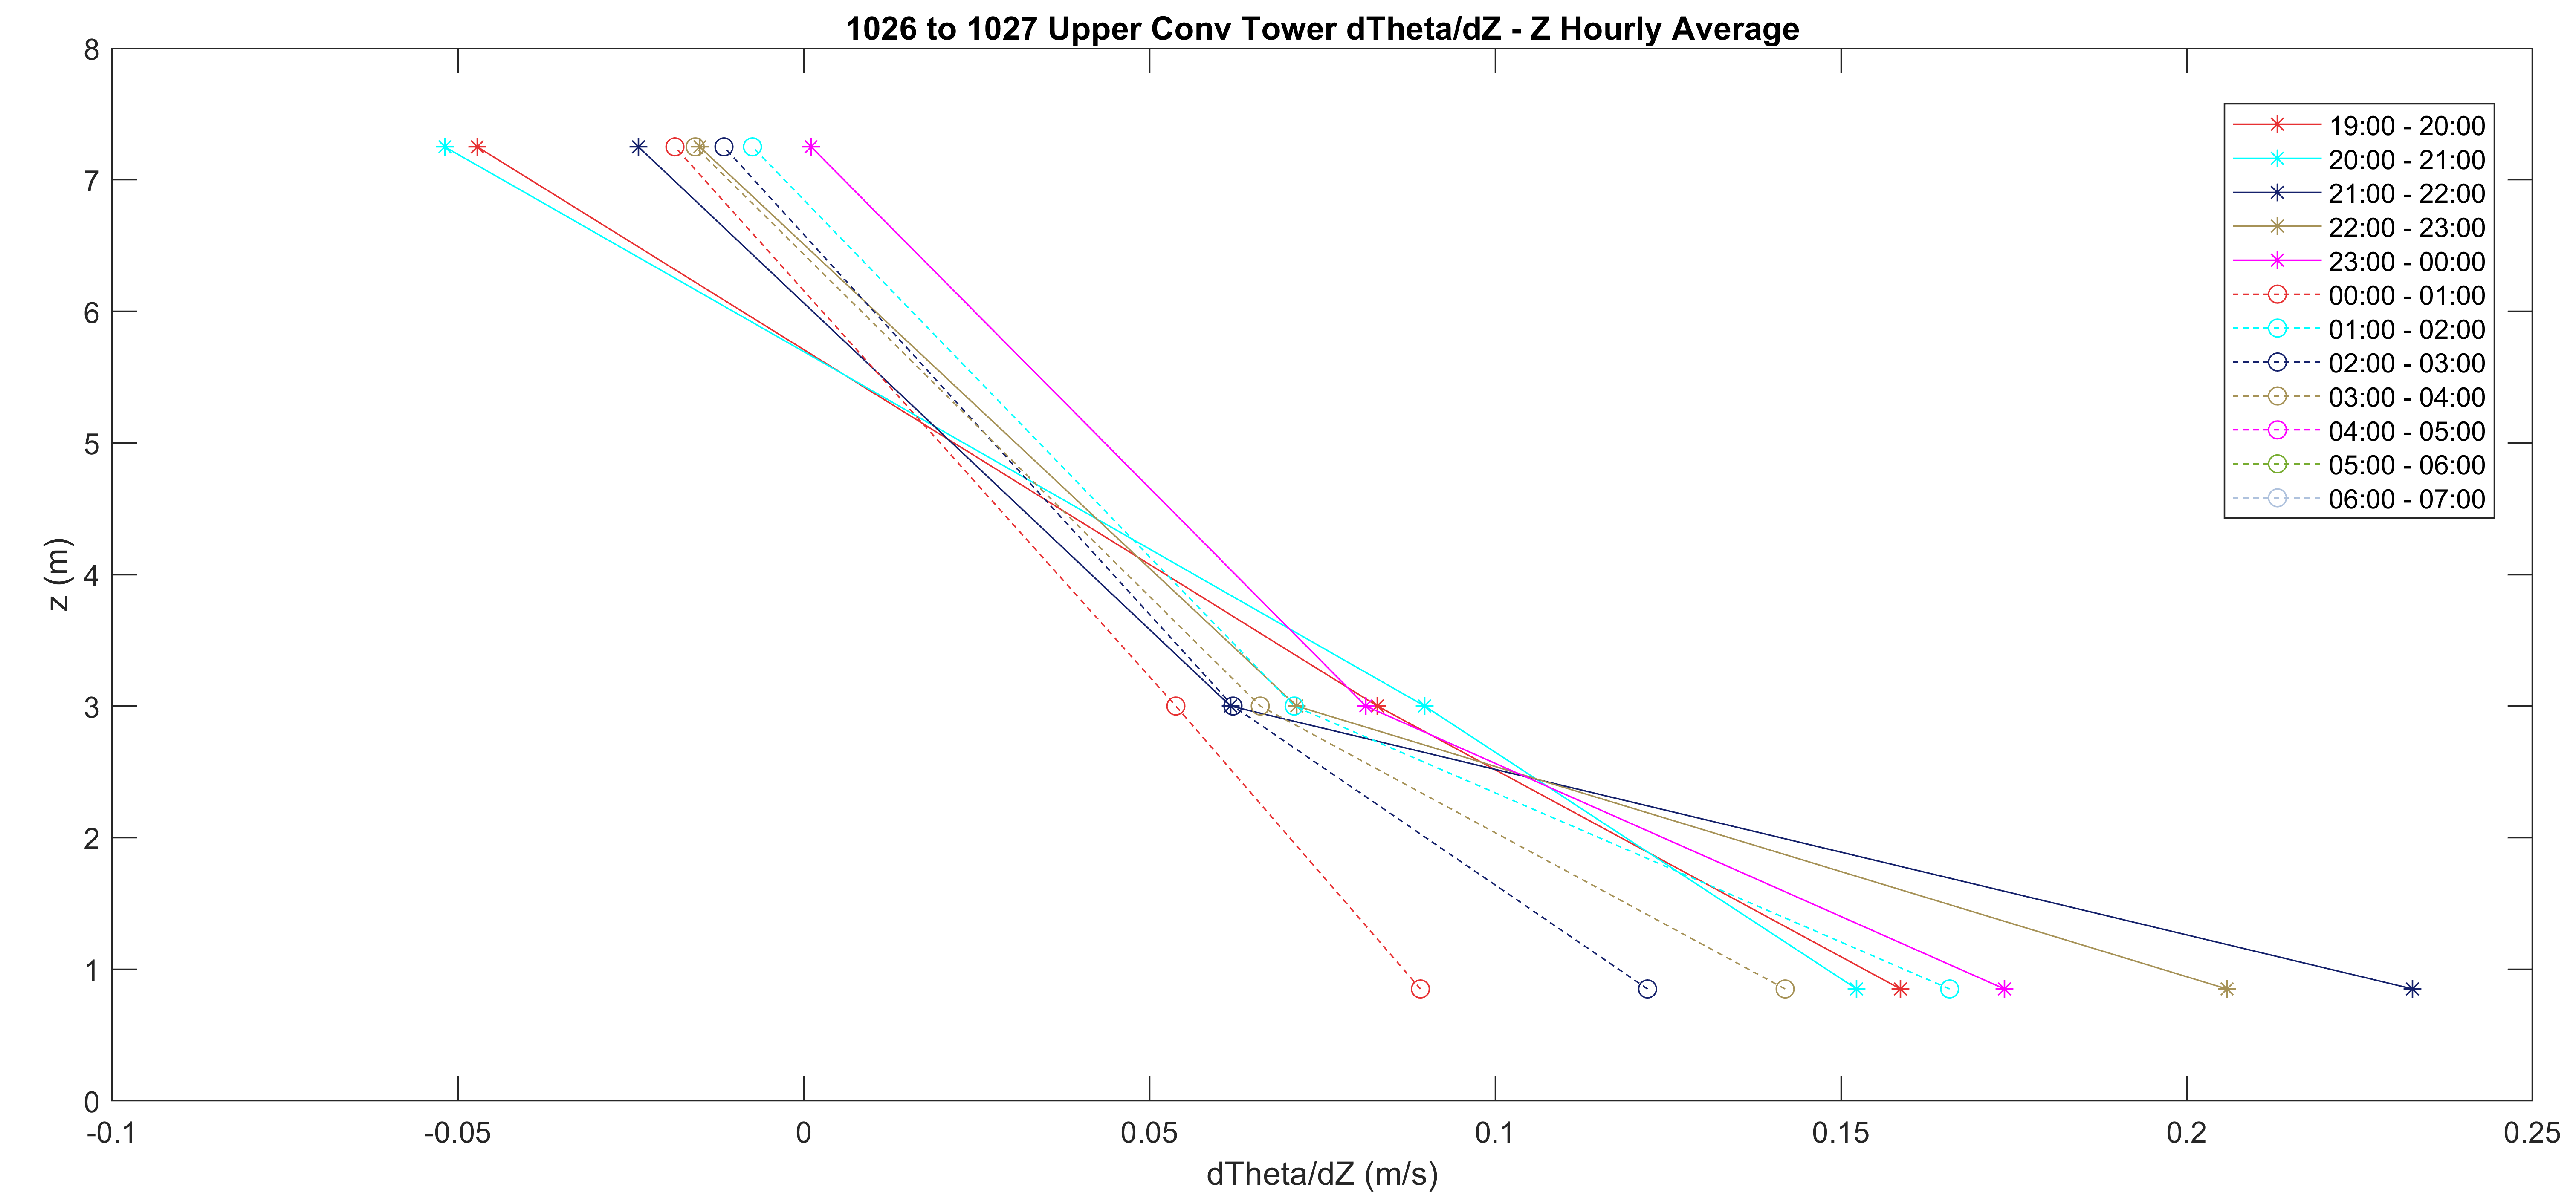 1026 to 1027 Upper Conv Tower dTheta/dZ - Z Hourly Average
8
7
6
5
4
3
2
1
0
z (m)
19:00 - 20:00
20:00 - 21:00
21:00 - 22:00
22:00 - 23:00
23:00 - 00:00
00:00 - 01:00
01:00 - 02:00
02:00 - 03:00
03:00 - 04:00
04:00 - 05:00
05:00 - 06:00
06:00 - 07:00
-0.1 -0.05 0 0.05 0.1 0.15 0.2 0.25
dTheta/dZ (m/s)